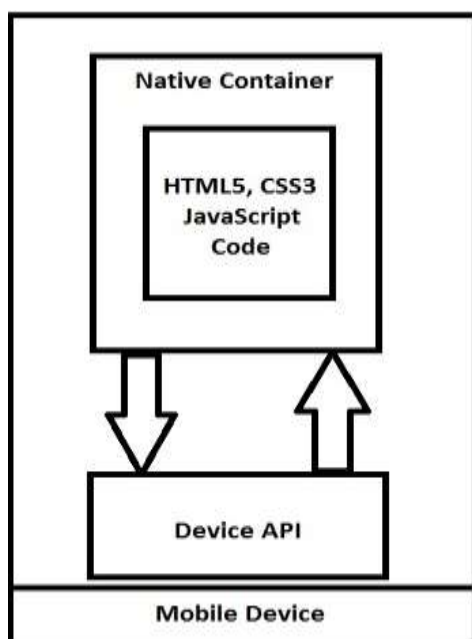 Native Container
HTML5, CSS3
JavaScript
Code
Device API
Mobile Device